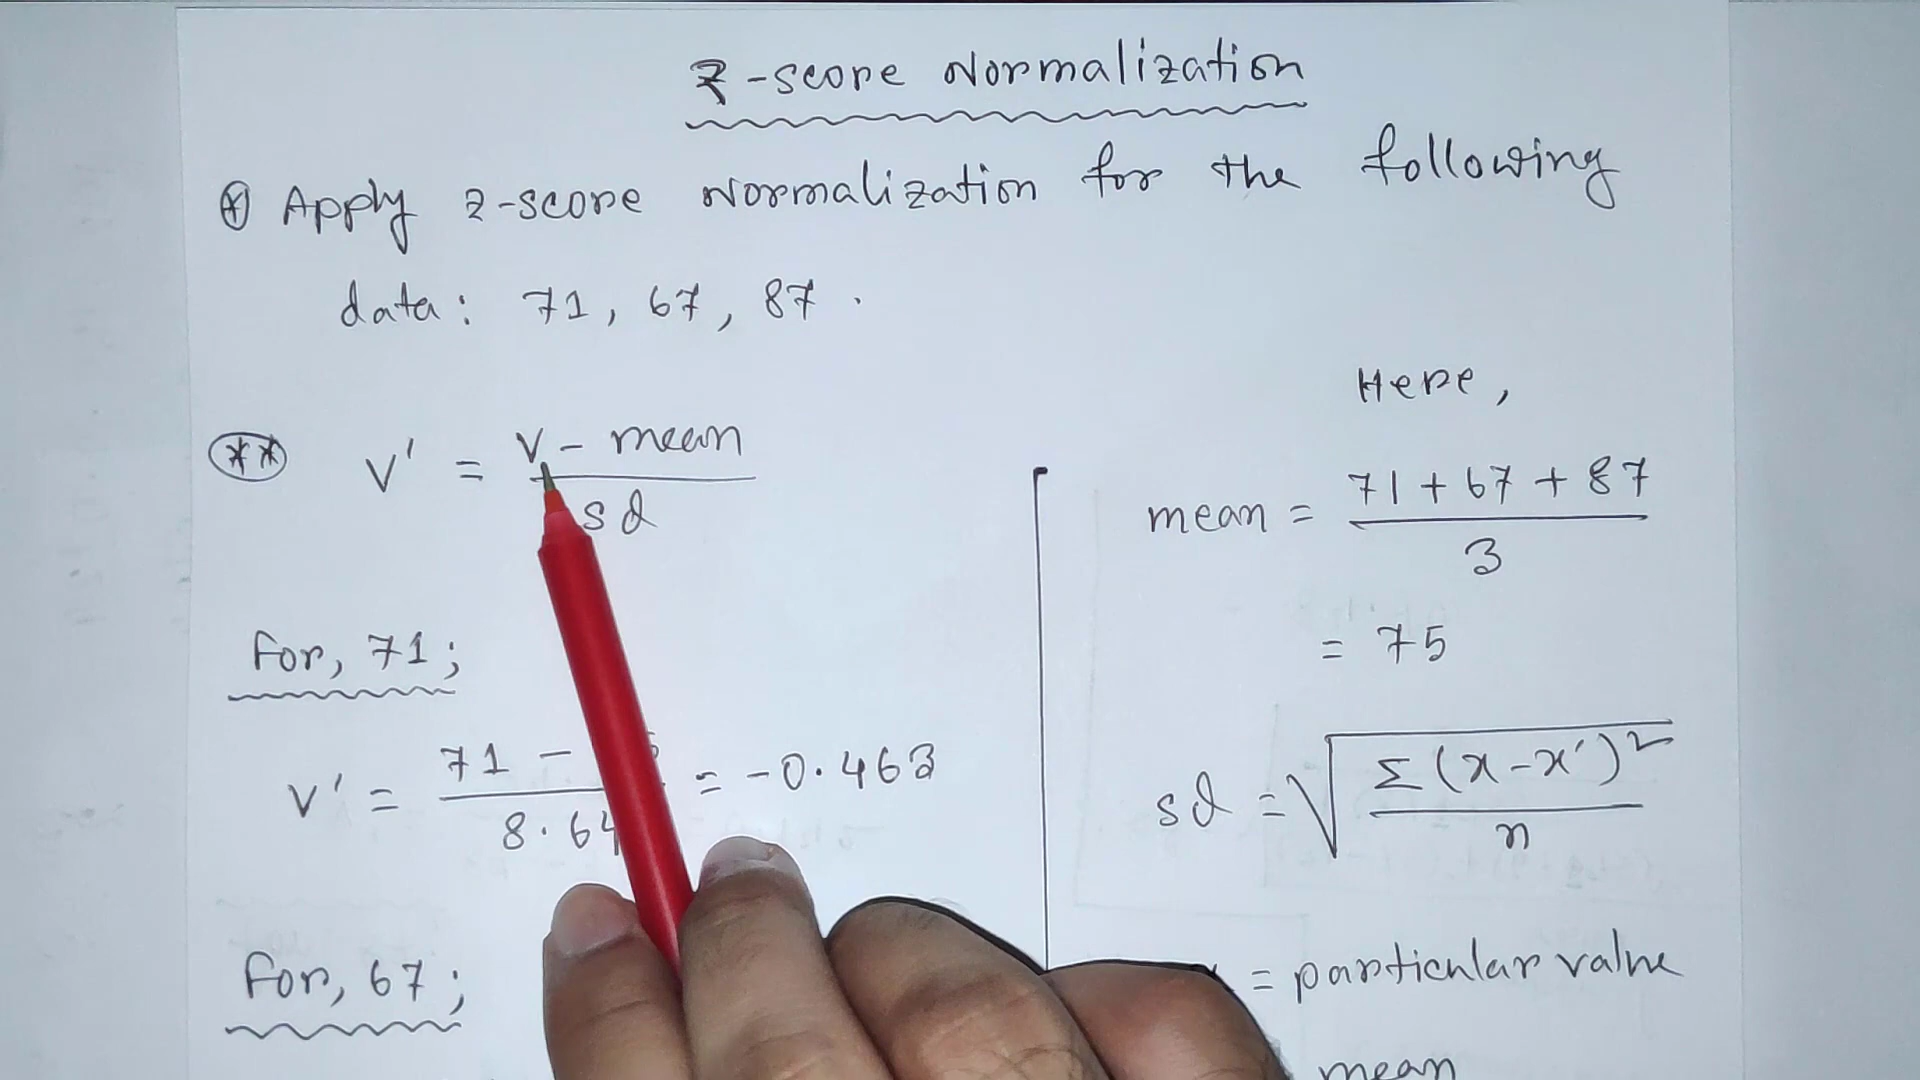 Z-score Normalization
* Apply z-score Normalization for the following
data: 71, 67, 87.
** V' = V - mean / sd
For, 71;
V' = 71 - / 8.64 = -0.463
For, 67;
Here,
mean = 71 + 67 + 87 / 3
= 75
sd = √ Σ (x - x')² / n
= particular value
mean